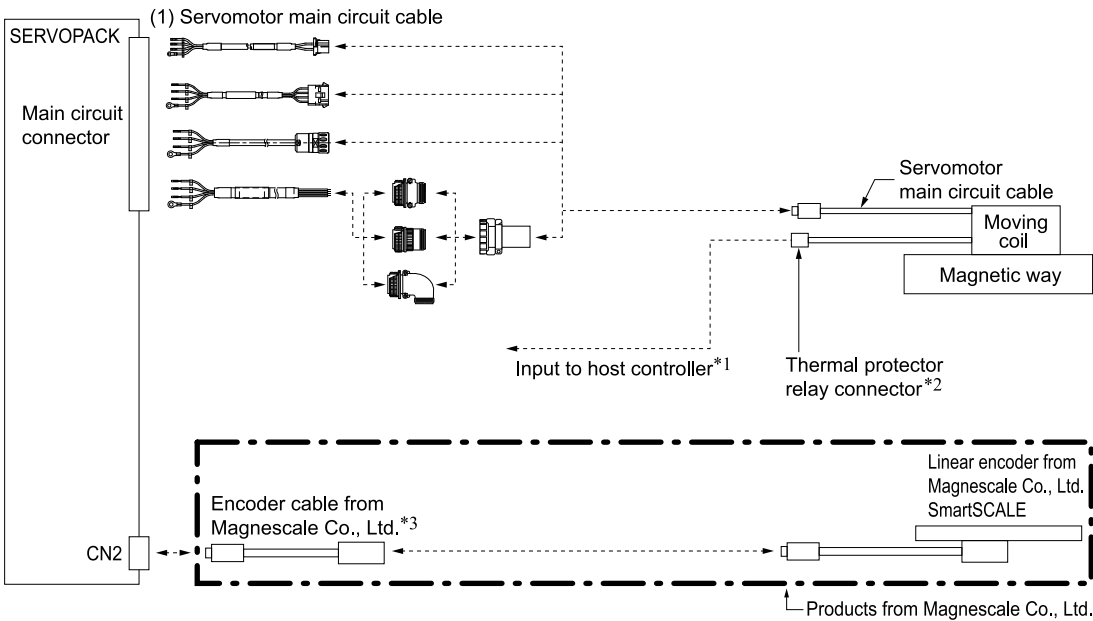 (1) Servomotor main circuit cable
SERVOPACK
Main circuit
connector
Servomotor
main circuit cable
Moving
coil
Magnetic way
Input to host controller*1
Thermal protector
relay connector*2
Linear encoder from
Magnescale Co., Ltd.
SmartSCALE
Encoder cable from
Magnescale Co., Ltd.*3
CN2
Products from Magnescale Co., Ltd.